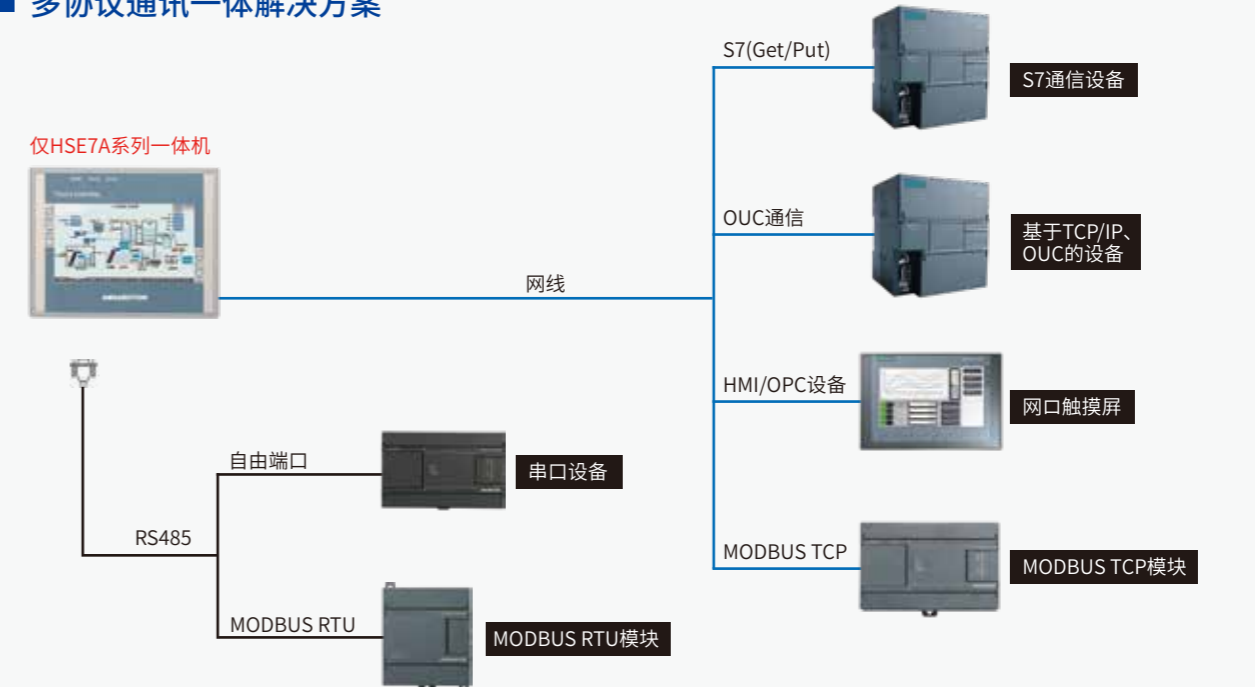 多协议通讯一体解决方案
S7(Get/Put)
S7通信设备
仅HSE7A系列一体机
OUC通信
基于TCP/IP、
OUC的设备
网线
HMI/OPC设备
网口触摸屏
自由端口
串口设备
RS485
MODBUS TCP
MODBUS TCP模块
MODBUS RTU
MODBUS RTU模块